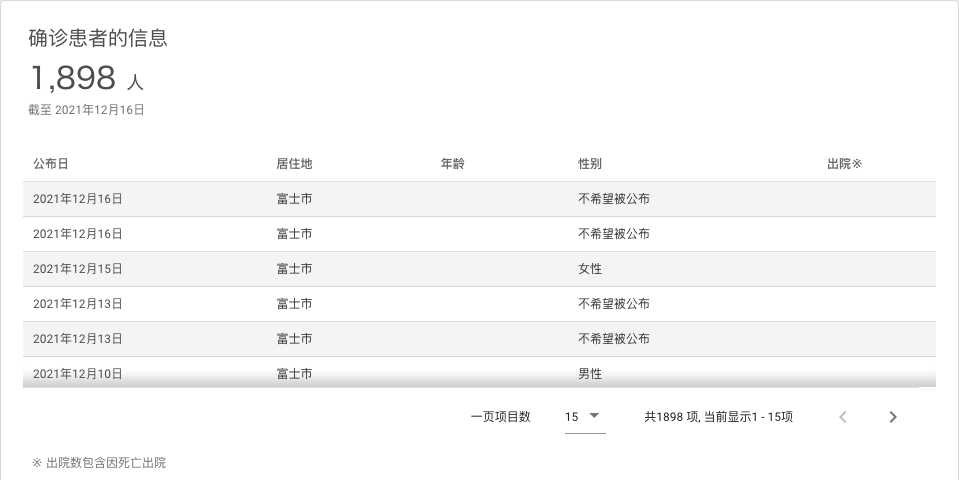 确诊患者的信息
1,898 人
截至 2021年12月16日
公布日 居住地 年龄 性别 出院※
2021年12月16日 富士市 不希望被公布
2021年12月16日 富士市 不希望被公布
2021年12月15日 富士市 女性
2021年12月13日 富士市 不希望被公布
2021年12月13日 富士市 不希望被公布
2021年12月10日 富士市 男性
一页项目数 15 共1898 项, 当前显示1 - 15项
※ 出院数包含因死亡出院